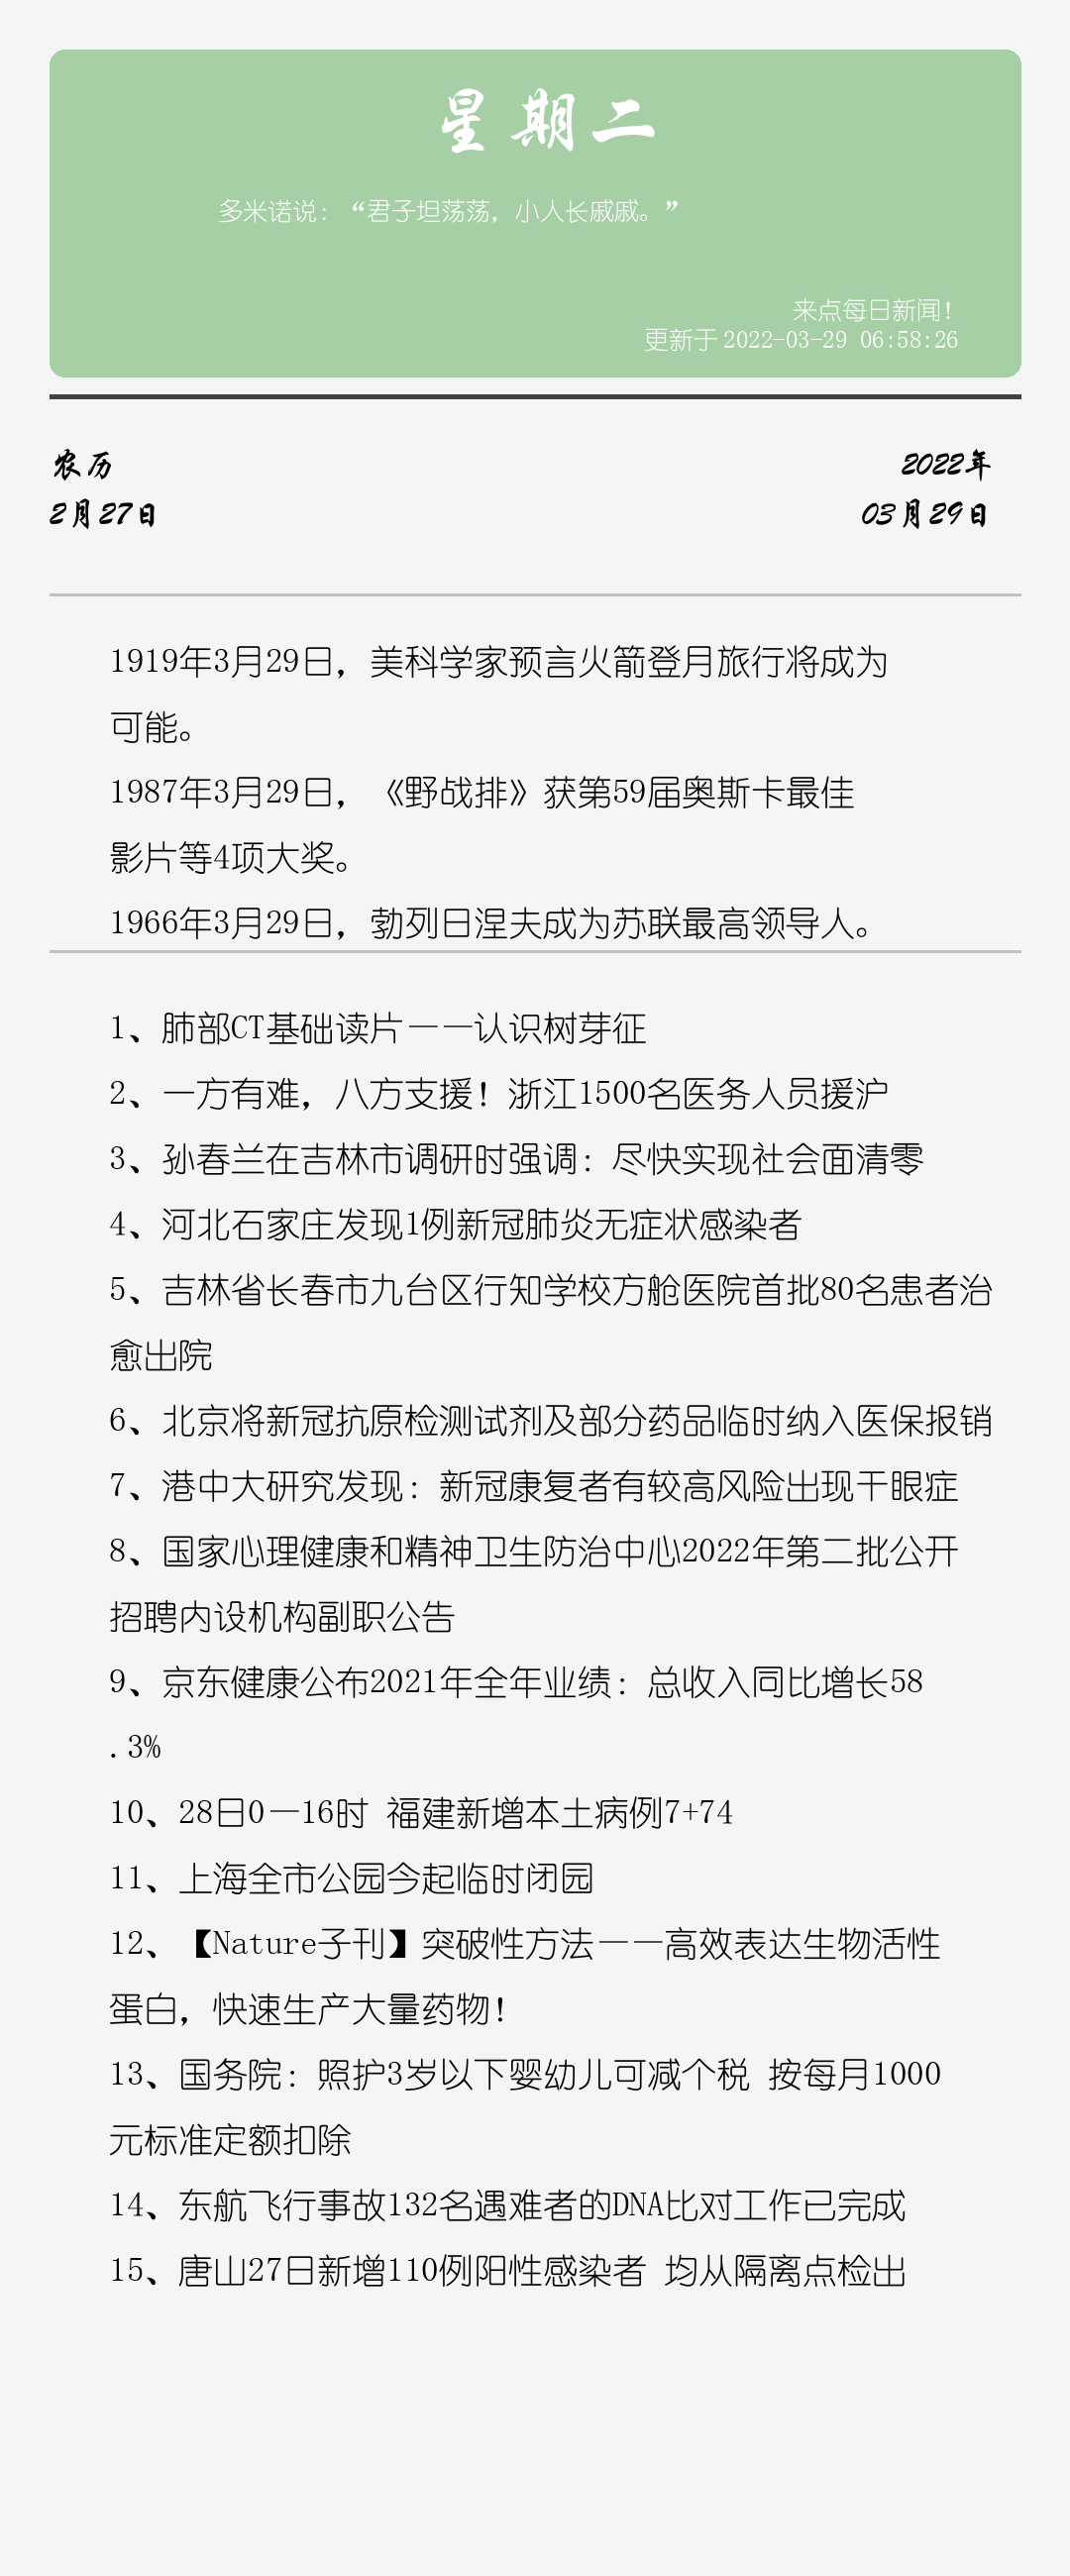 星期二
多米诺说：“君子坦荡荡，小人长戚戚。”
来点每日新闻！
更新于2022-03-29 06:58:26
农历
2月27日
2022年
03月29日
1919年3月29日，美科学家预言火箭登月旅行将成为
可能。
1987年3月29日，《野战排》获第59届奥斯卡最佳
影片等4项大奖。
1966年3月29日，勃列日涅夫成为苏联最高领导人。
1、肺部CT基础读片——认识树芽征
2、一方有难，八方支援！浙江1500名医务人员援沪
3、孙春兰在吉林市调研时强调：尽快实现社会面清零
4、河北石家庄发现1例新冠肺炎无症状感染者
5、吉林省长春市九台区行知学校方舱医院首批80名患者治
愈出院
6、北京将新冠抗原检测试剂及部分药品临时纳入医保报销
7、港中大研究发现：新冠康复者有较高风险出现干眼症
8、国家心理健康和精神卫生防治中心2022年第二批公开
招聘内设机构副职公告
9、京东健康公布2021年全年业绩：总收入同比增长58
.3%
10、28日0—16时 福建新增本土病例7+74
11、上海全市公园今起临时闭园
12、【Nature子刊】突破性方法——高效表达生物活性
蛋白，快速生产大量药物！
13、国务院：照护3岁以下婴幼儿可减个税 按每月1000
元标准定额扣除
14、东航飞行事故132名遇难者的DNA比对工作已完成
15、唐山27日新增110例阳性感染者 均从隔离点检出